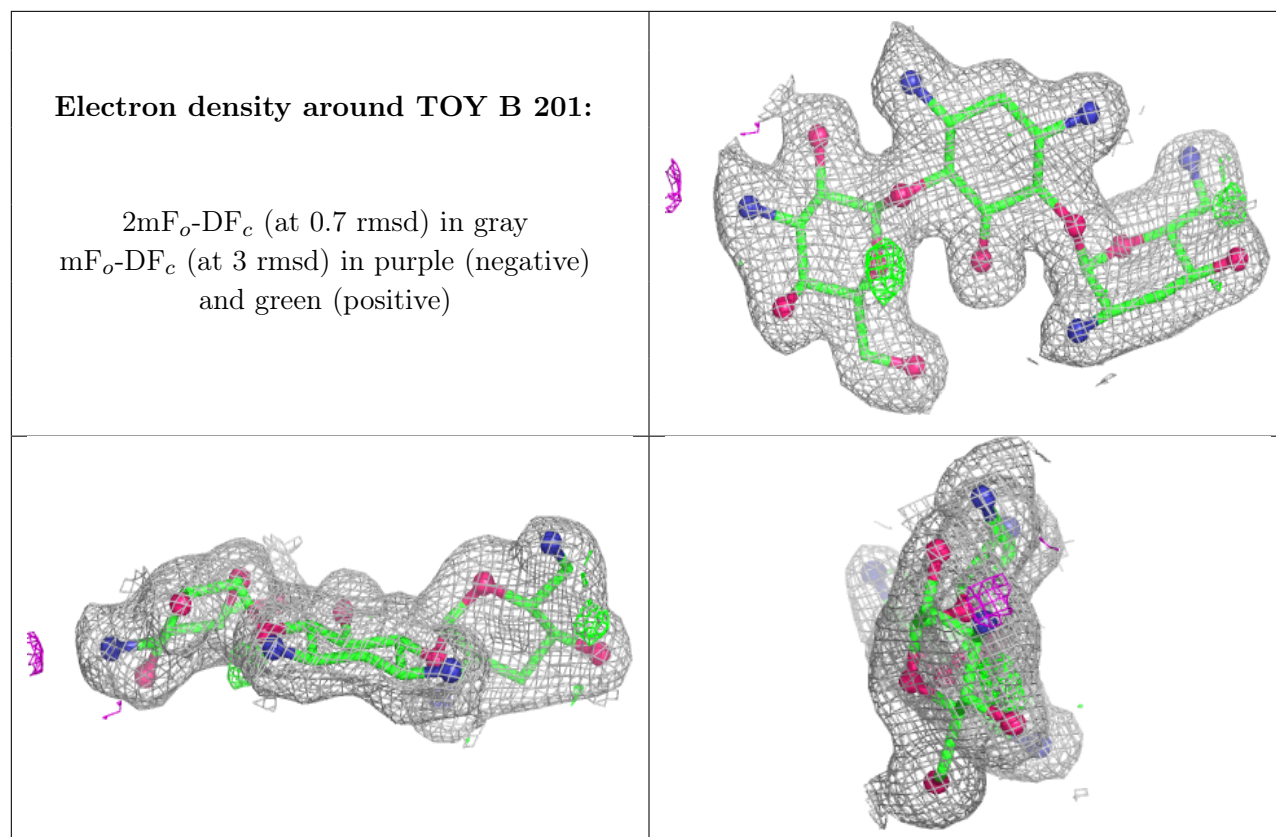 Electron density around TOY B 201:
2mFₒ-DF𝒸 (at 0.7 rmsd) in gray
mFₒ-DF𝒸 (at 3 rmsd) in purple (negative)
and green (positive)